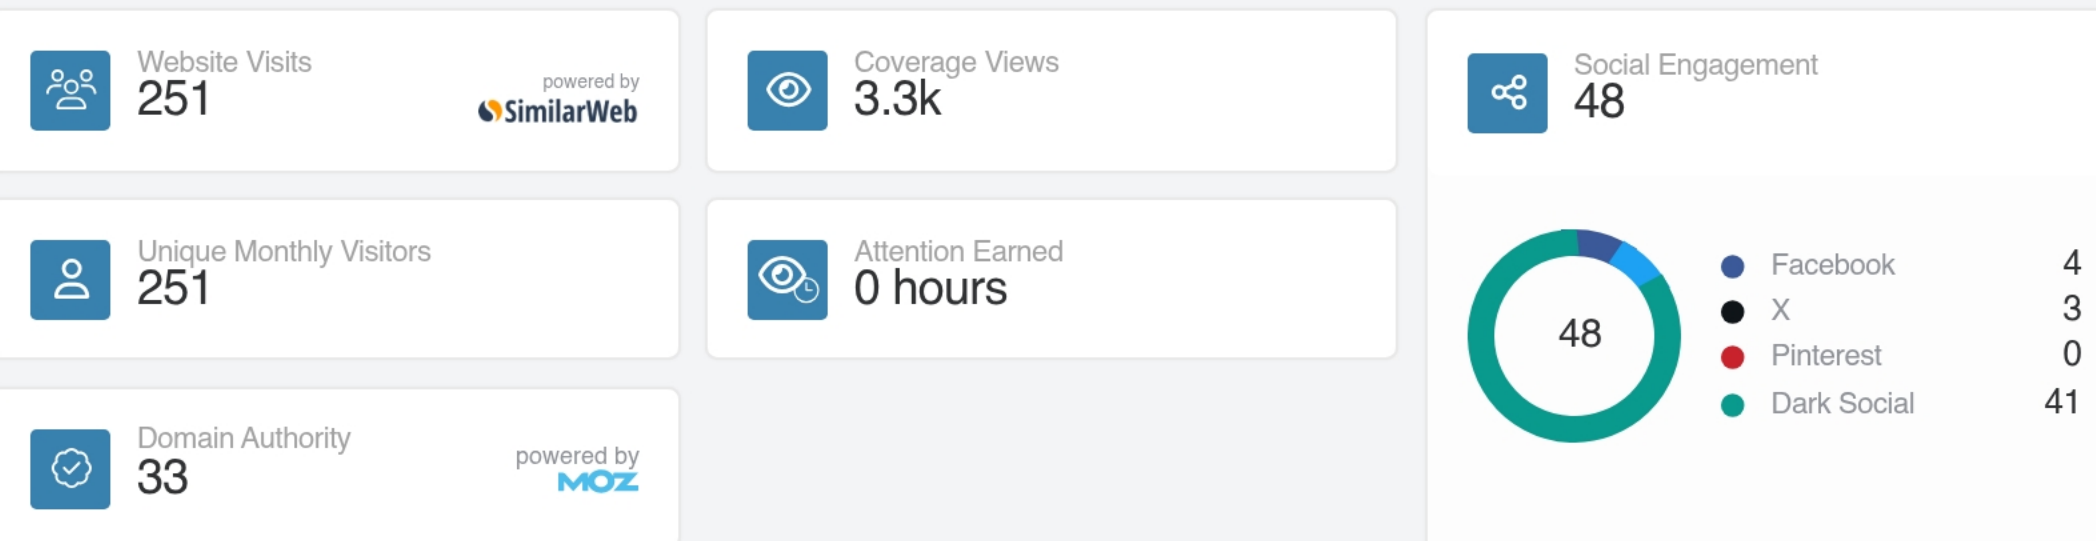 Website Visits
251
powered by
SimilarWeb
Coverage Views
3.3k
Social Engagement
48
Unique Monthly Visitors
251
Attention Earned
0 hours
48
Facebook 4
X 3
Pinterest 0
Dark Social 41
Domain Authority
33
powered by
MOZ